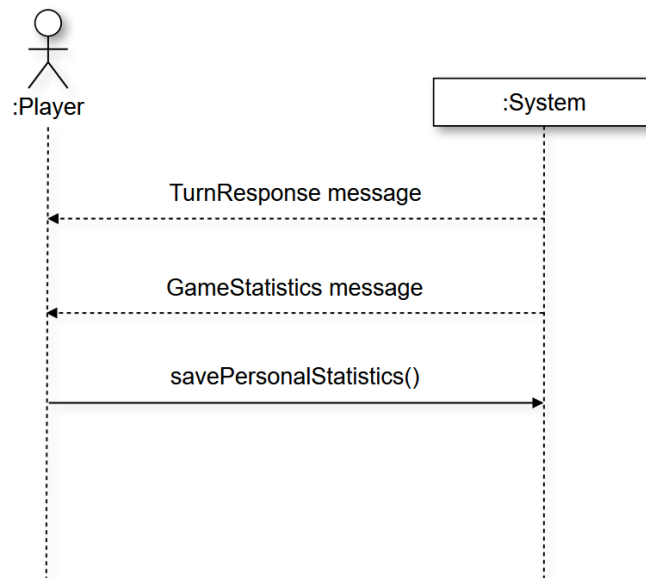 :Player
:System
TurnResponse message
GameStatistics message
savePersonalStatistics()